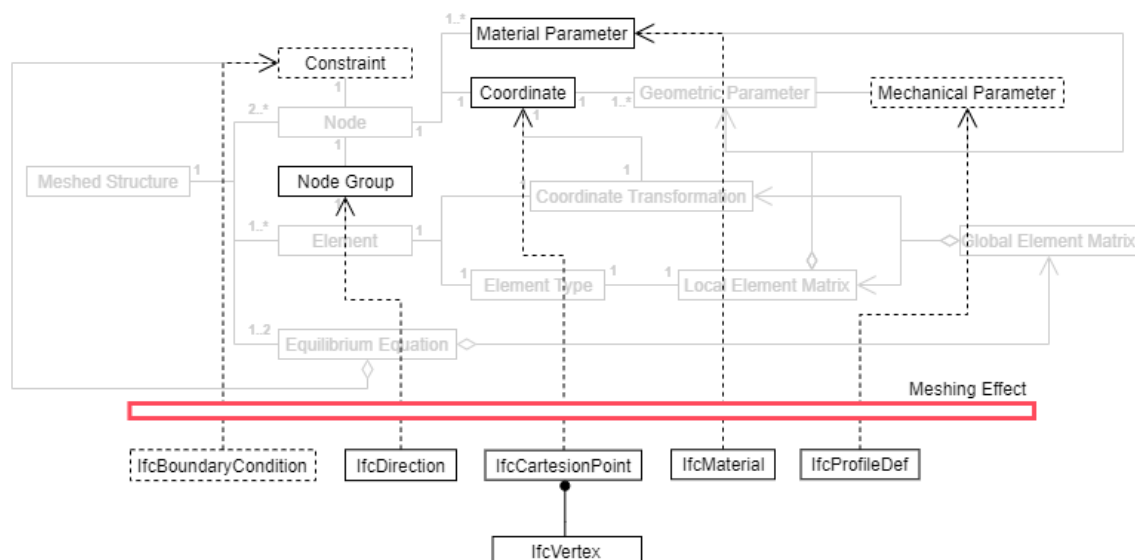 1..*
Material Parameter
Constraint
1
2..*
1
Coordinate
1
1..*
Geometric Parameter
Mechanical Parameter
Node
1
1
1
Meshed Structure
1
Node Group
1
1
Coordinate Transformation
1..*
Element
1
Global Element Matrix
1
Element Type
1
1
Local Element Matrix
1..2
Equilibrium Equation
Meshing Effect
IfcBoundaryCondition
IfcDirection
IfcCartesionPoint
IfcMaterial
IfcProfileDef
IfcVertex